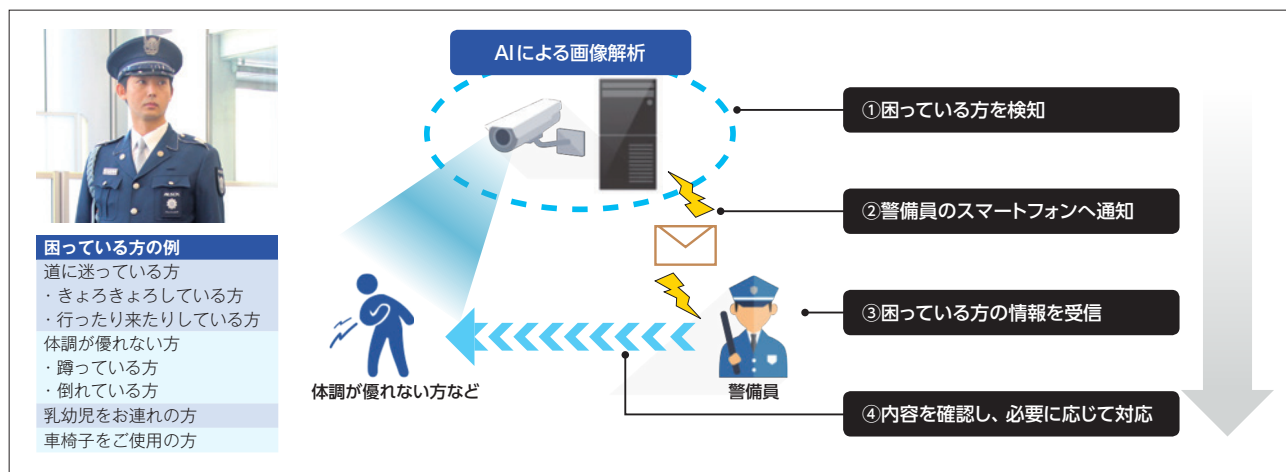 AIによる画像解析
①困っている方を検知
②警備員のスマートフォンへ通知
③困っている方の情報を受信
④内容を確認し、必要に応じて対応
体調が優れない方など
警備員
困っている方の例
道に迷っている方
・きょろきょろしている方
・行ったり来たりしている方
体調が優れない方
・蹲っている方
・倒れている方
乳幼児をお連れの方
車椅子をご使用の方